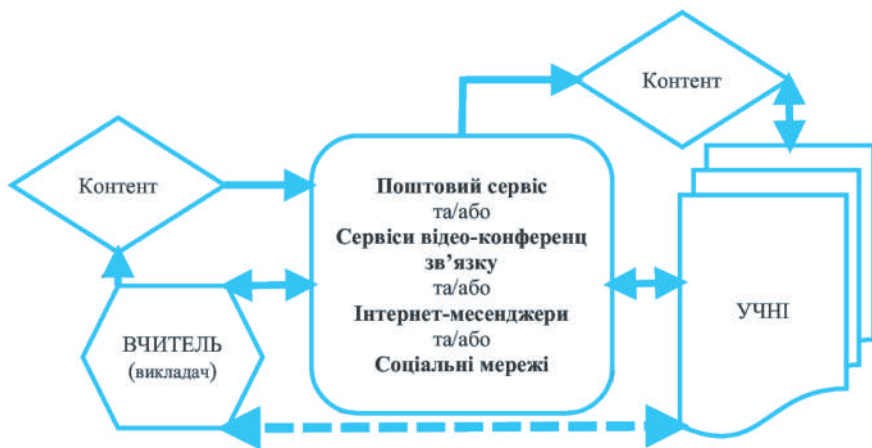 Контент
Контент
Поштовий сервіс
та/або
Сервіси відео-конференц
зв’язку
та/або
Інтернет-месенджери
та/або
Соціальні мережі
ВЧИТЕЛЬ
(викладач)
УЧНІ